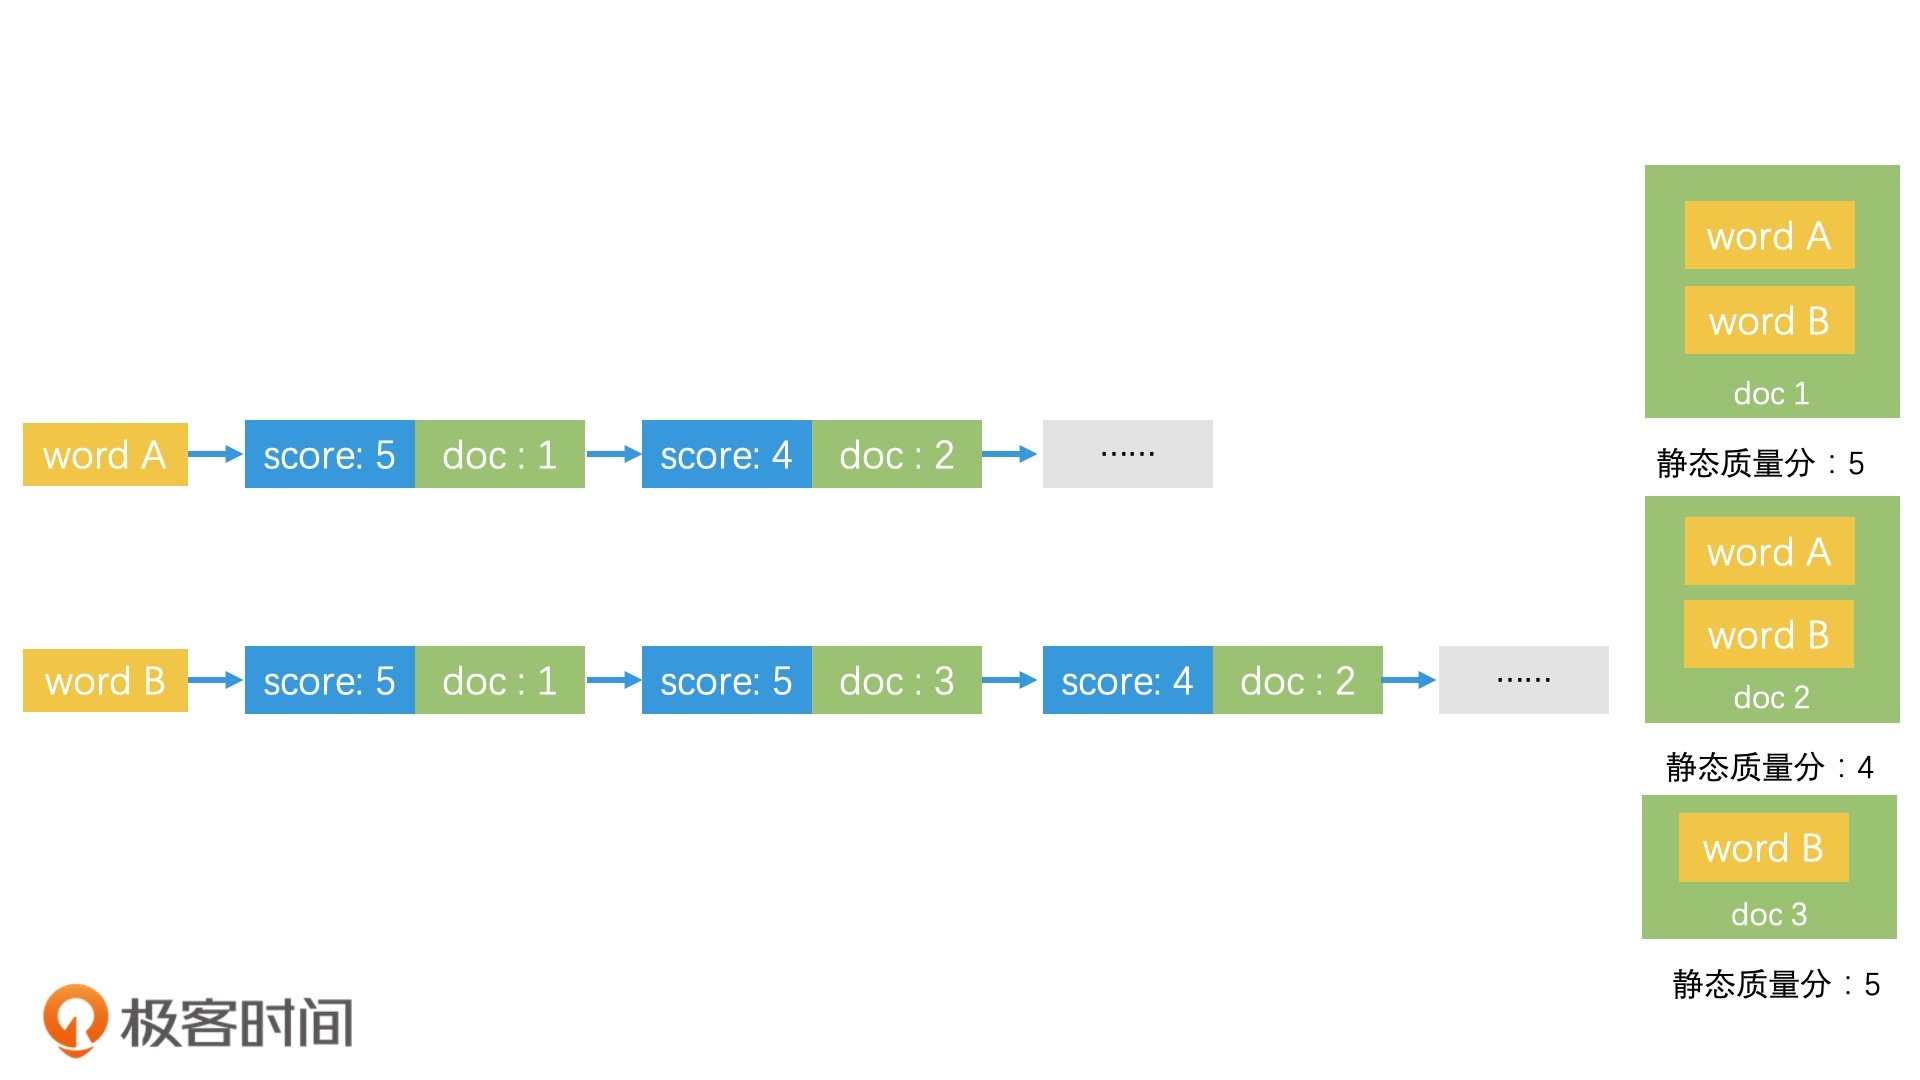 word A
score: 5
doc : 1
score: 4
doc : 2
......
word B
score: 5
doc : 1
score: 5
doc : 3
score: 4
doc : 2
......
word A
word B
doc 1
静态质量分：5
word A
word B
doc 2
静态质量分：4
word B
doc 3
静态质量分：5
极客时间